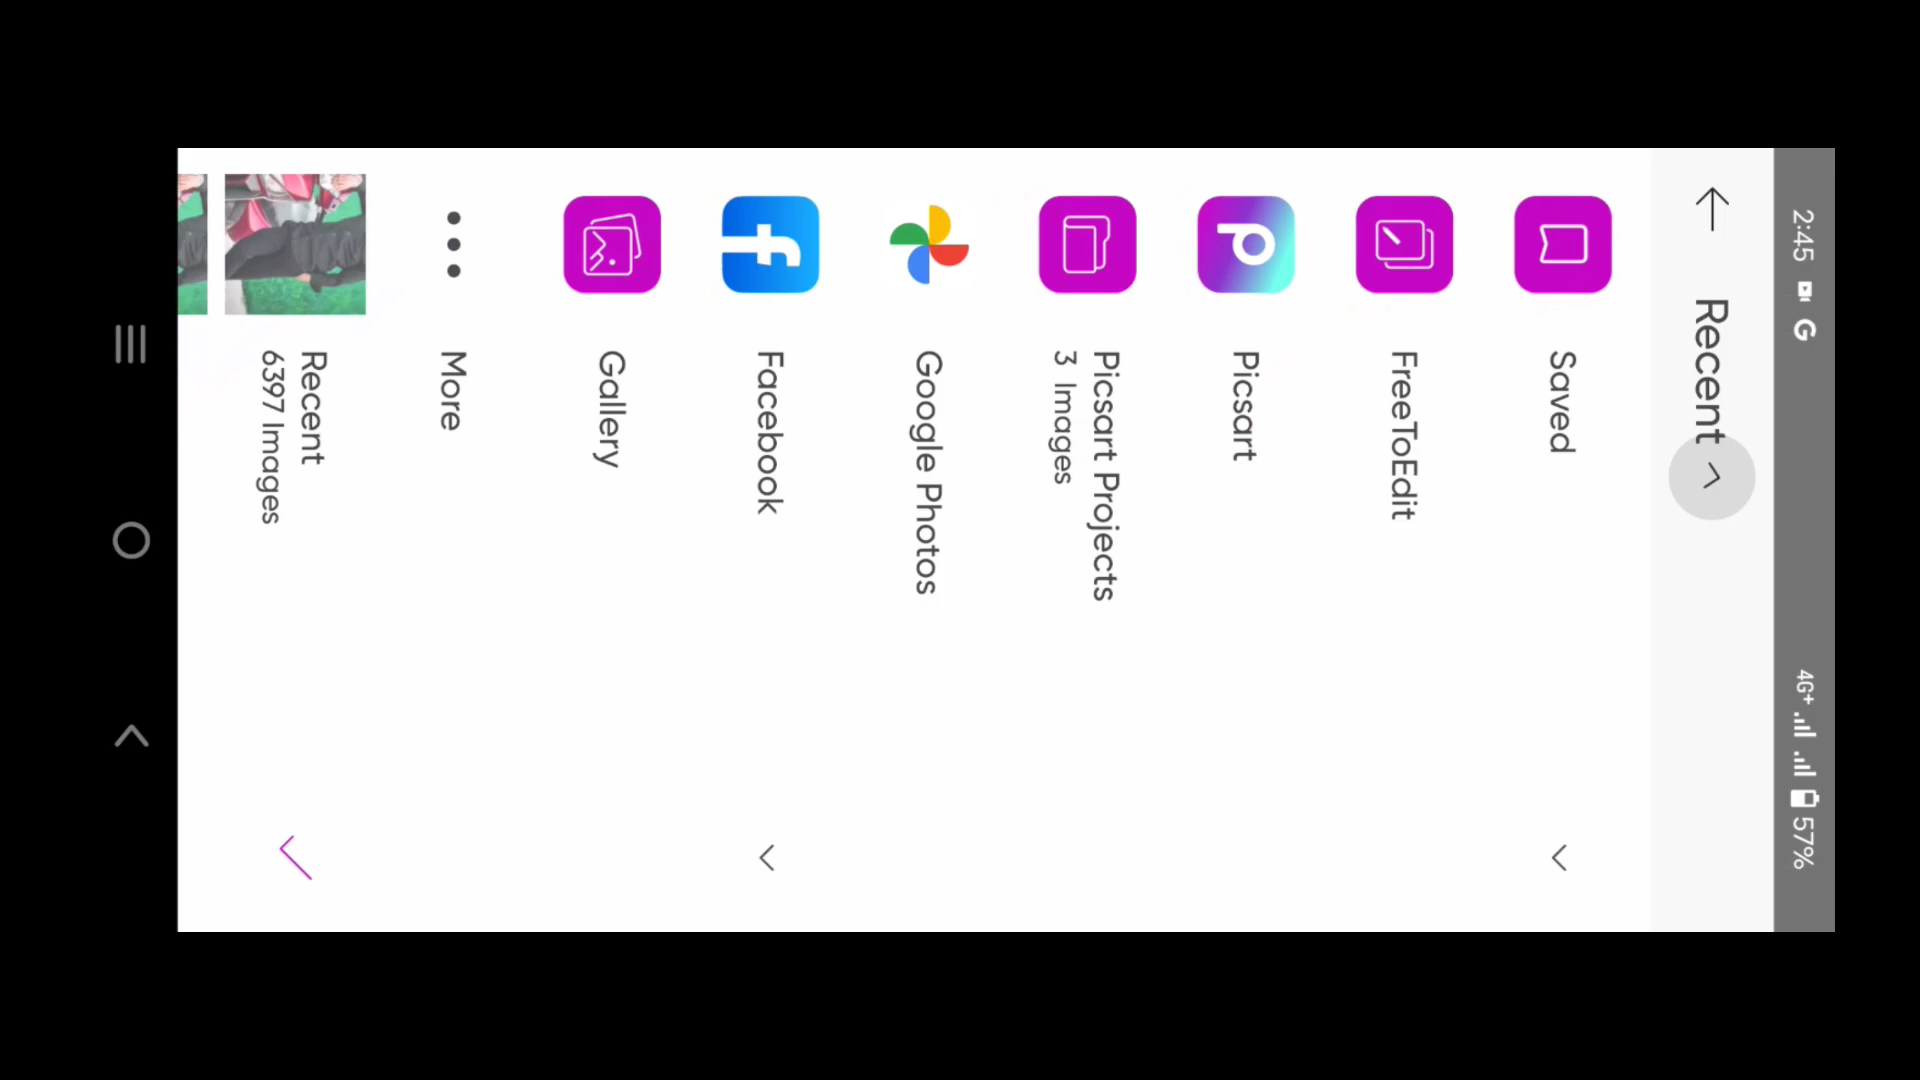 2:45 G 4G+ 57%
Recent
Saved
FreeToEdit
Picsart
Picsart Projects
3 Images
Google Photos
Facebook
Gallery
More
Recent
6397 Images